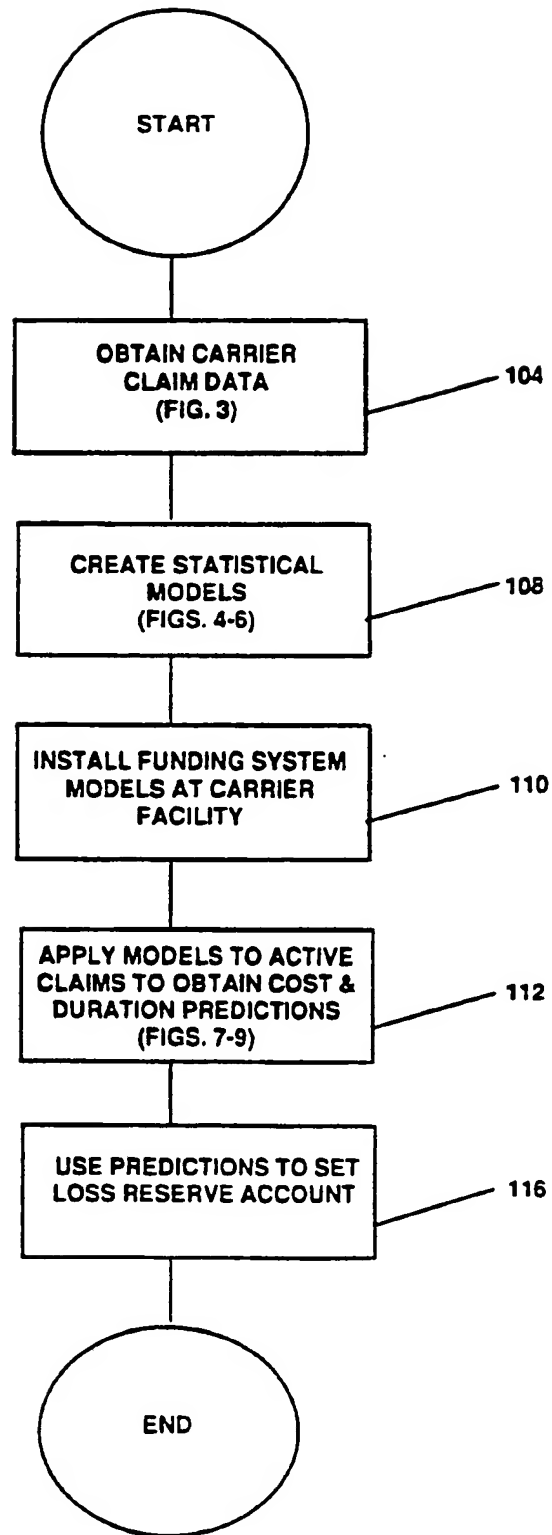 START
OBTAIN CARRIER
CLAIM DATA
(FIG. 3)
104
CREATE STATISTICAL
MODELS
(FIGS. 4-6)
108
INSTALL FUNDING SYSTEM
MODELS AT CARRIER
FACILITY
110
APPLY MODELS TO ACTIVE
CLAIMS TO OBTAIN COST &
DURATION PREDICTIONS
(FIGS. 7-9)
112
USE PREDICTIONS TO SET
LOSS RESERVE ACCOUNT
116
END